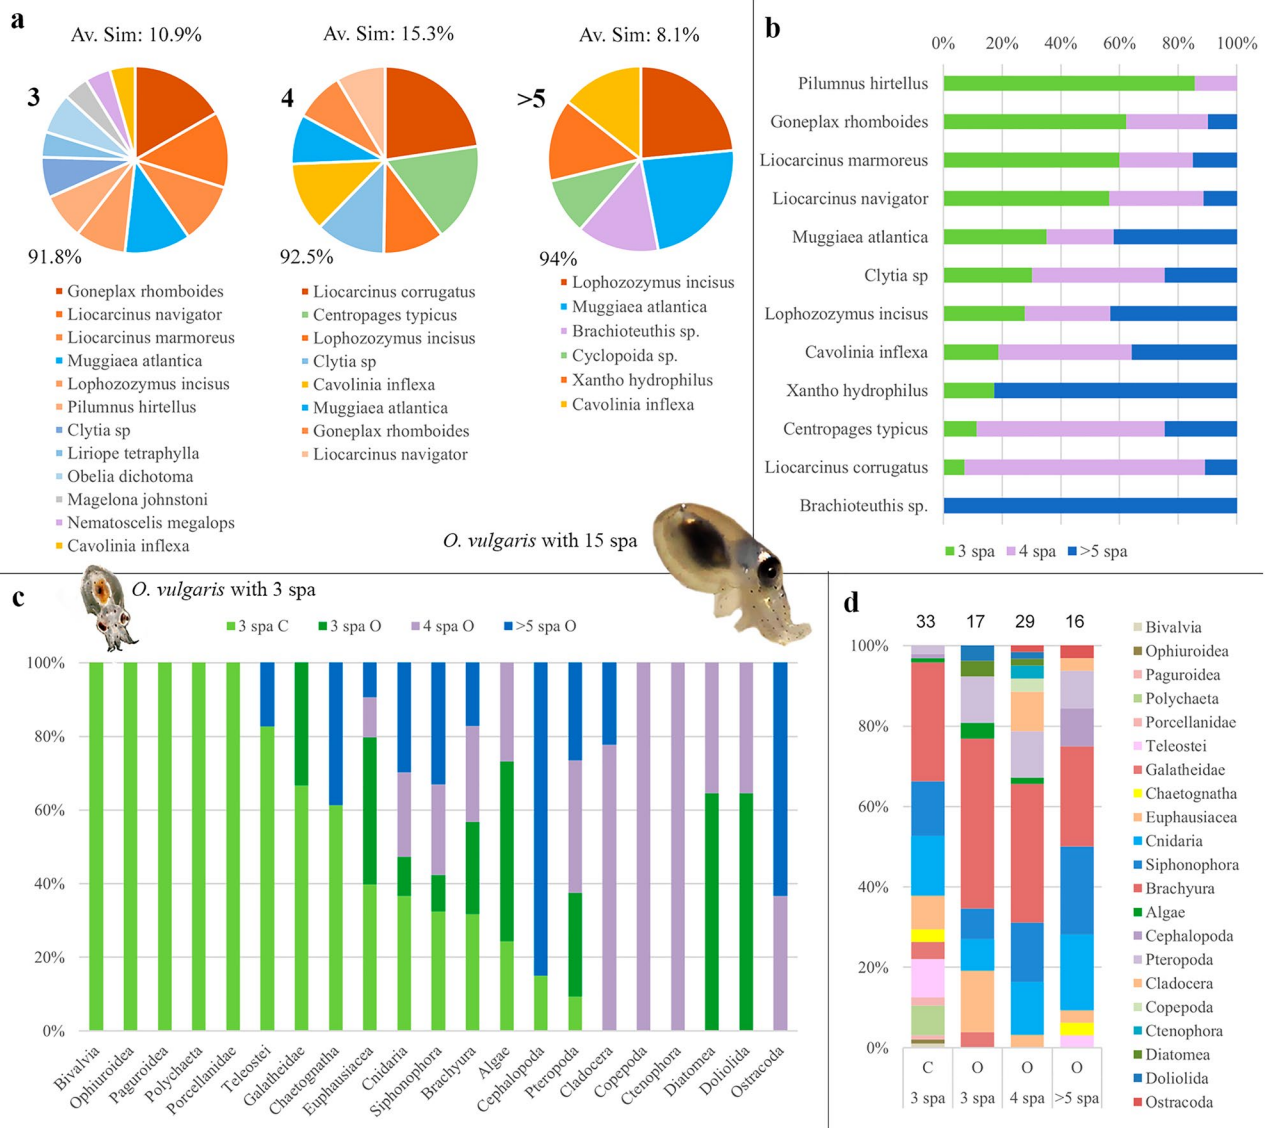 a
Av. Sim: 10.9%
Av. Sim: 15.3%
Av. Sim: 8.1%
3
4
>5
91.8%
92.5%
94%
Goneplax rhomboides
Liocarcinus navigator
Liocarcinus marmoreus
Muggiaea atlantica
Lophozozymus incisus
Pilumnus hirtellus
Clytia sp
Liriope tetraphylla
Obelia dichotoma
Magelona johnstoni
Nematoscelis megalops
Cavolinia inflexa
Liocarcinus corrugatus
Centropages typicus
Lophozozymus incisus
Clytia sp
Cavolinia inflexa
Muggiaea atlantica
Goneplax rhomboides
Liocarcinus navigator
Lophozozymus incisus
Muggiaea atlantica
Brachioteuthis sp.
Cyclopoida sp.
Xantho hydrophilus
Cavolinia inflexa
O. vulgaris with 15 spa
b
0% 20% 40% 60% 80% 100%
Pilumnus hirtellus
Goneplax rhomboides
Liocarcinus marmoreus
Liocarcinus navigator
Muggiaea atlantica
Clytia sp
Lophozozymus incisus
Cavolinia inflexa
Xantho hydrophilus
Centropages typicus
Liocarcinus corrugatus
Brachioteuthis sp.
3 spa 4 spa >5 spa
c
O. vulgaris with 3 spa
3 spa C 3 spa O 4 spa O >5 spa O
100%
80%
60%
40%
20%
0%
Bivalvia
Ophiuroidea
Paguroidea
Polychaeta
Porcellanidae
Teleostei
Galatheidae
Chaetognatha
Euphausiacea
Cnidaria
Siphonophora
Brachyura
Algae
Cephalopoda
Pteropoda
Cladocera
Copepoda
Ctenophora
Diatomea
Doliolida
Ostracoda
d
33 17 29 16
100%
80%
60%
40%
20%
0%
C O O O
3 spa 3 spa 4 spa >5 spa
Bivalvia
Ophiuroidea
Paguroidea
Polychaeta
Porcellanidae
Teleostei
Galatheidae
Chaetognatha
Euphausiacea
Cnidaria
Siphonophora
Brachyura
Algae
Cephalopoda
Pteropoda
Cladocera
Copepoda
Ctenophora
Diatomea
Doliolida
Ostracoda